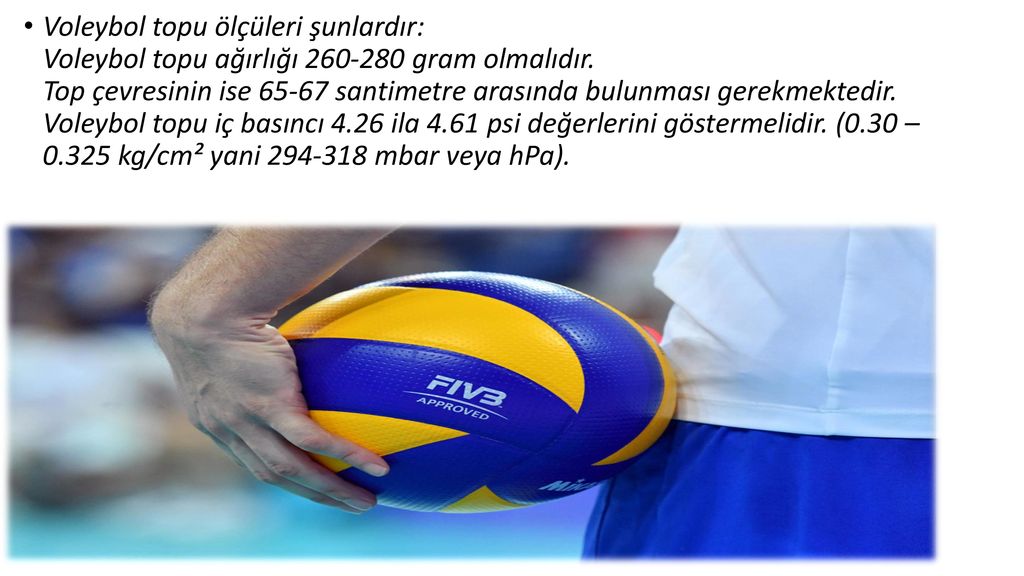 • Voleybol topu ölçüleri şunlardır:
Voleybol topu ağırlığı 260-280 gram olmalıdır.
Top çevresinin ise 65-67 santimetre arasında bulunması gerekmektedir.
Voleybol topu iç basıncı 4.26 ila 4.61 psi değerlerini göstermelidir. (0.30 –
0.325 kg/cm² yani 294-318 mbar veya hPa).
FIVB
APPROVED